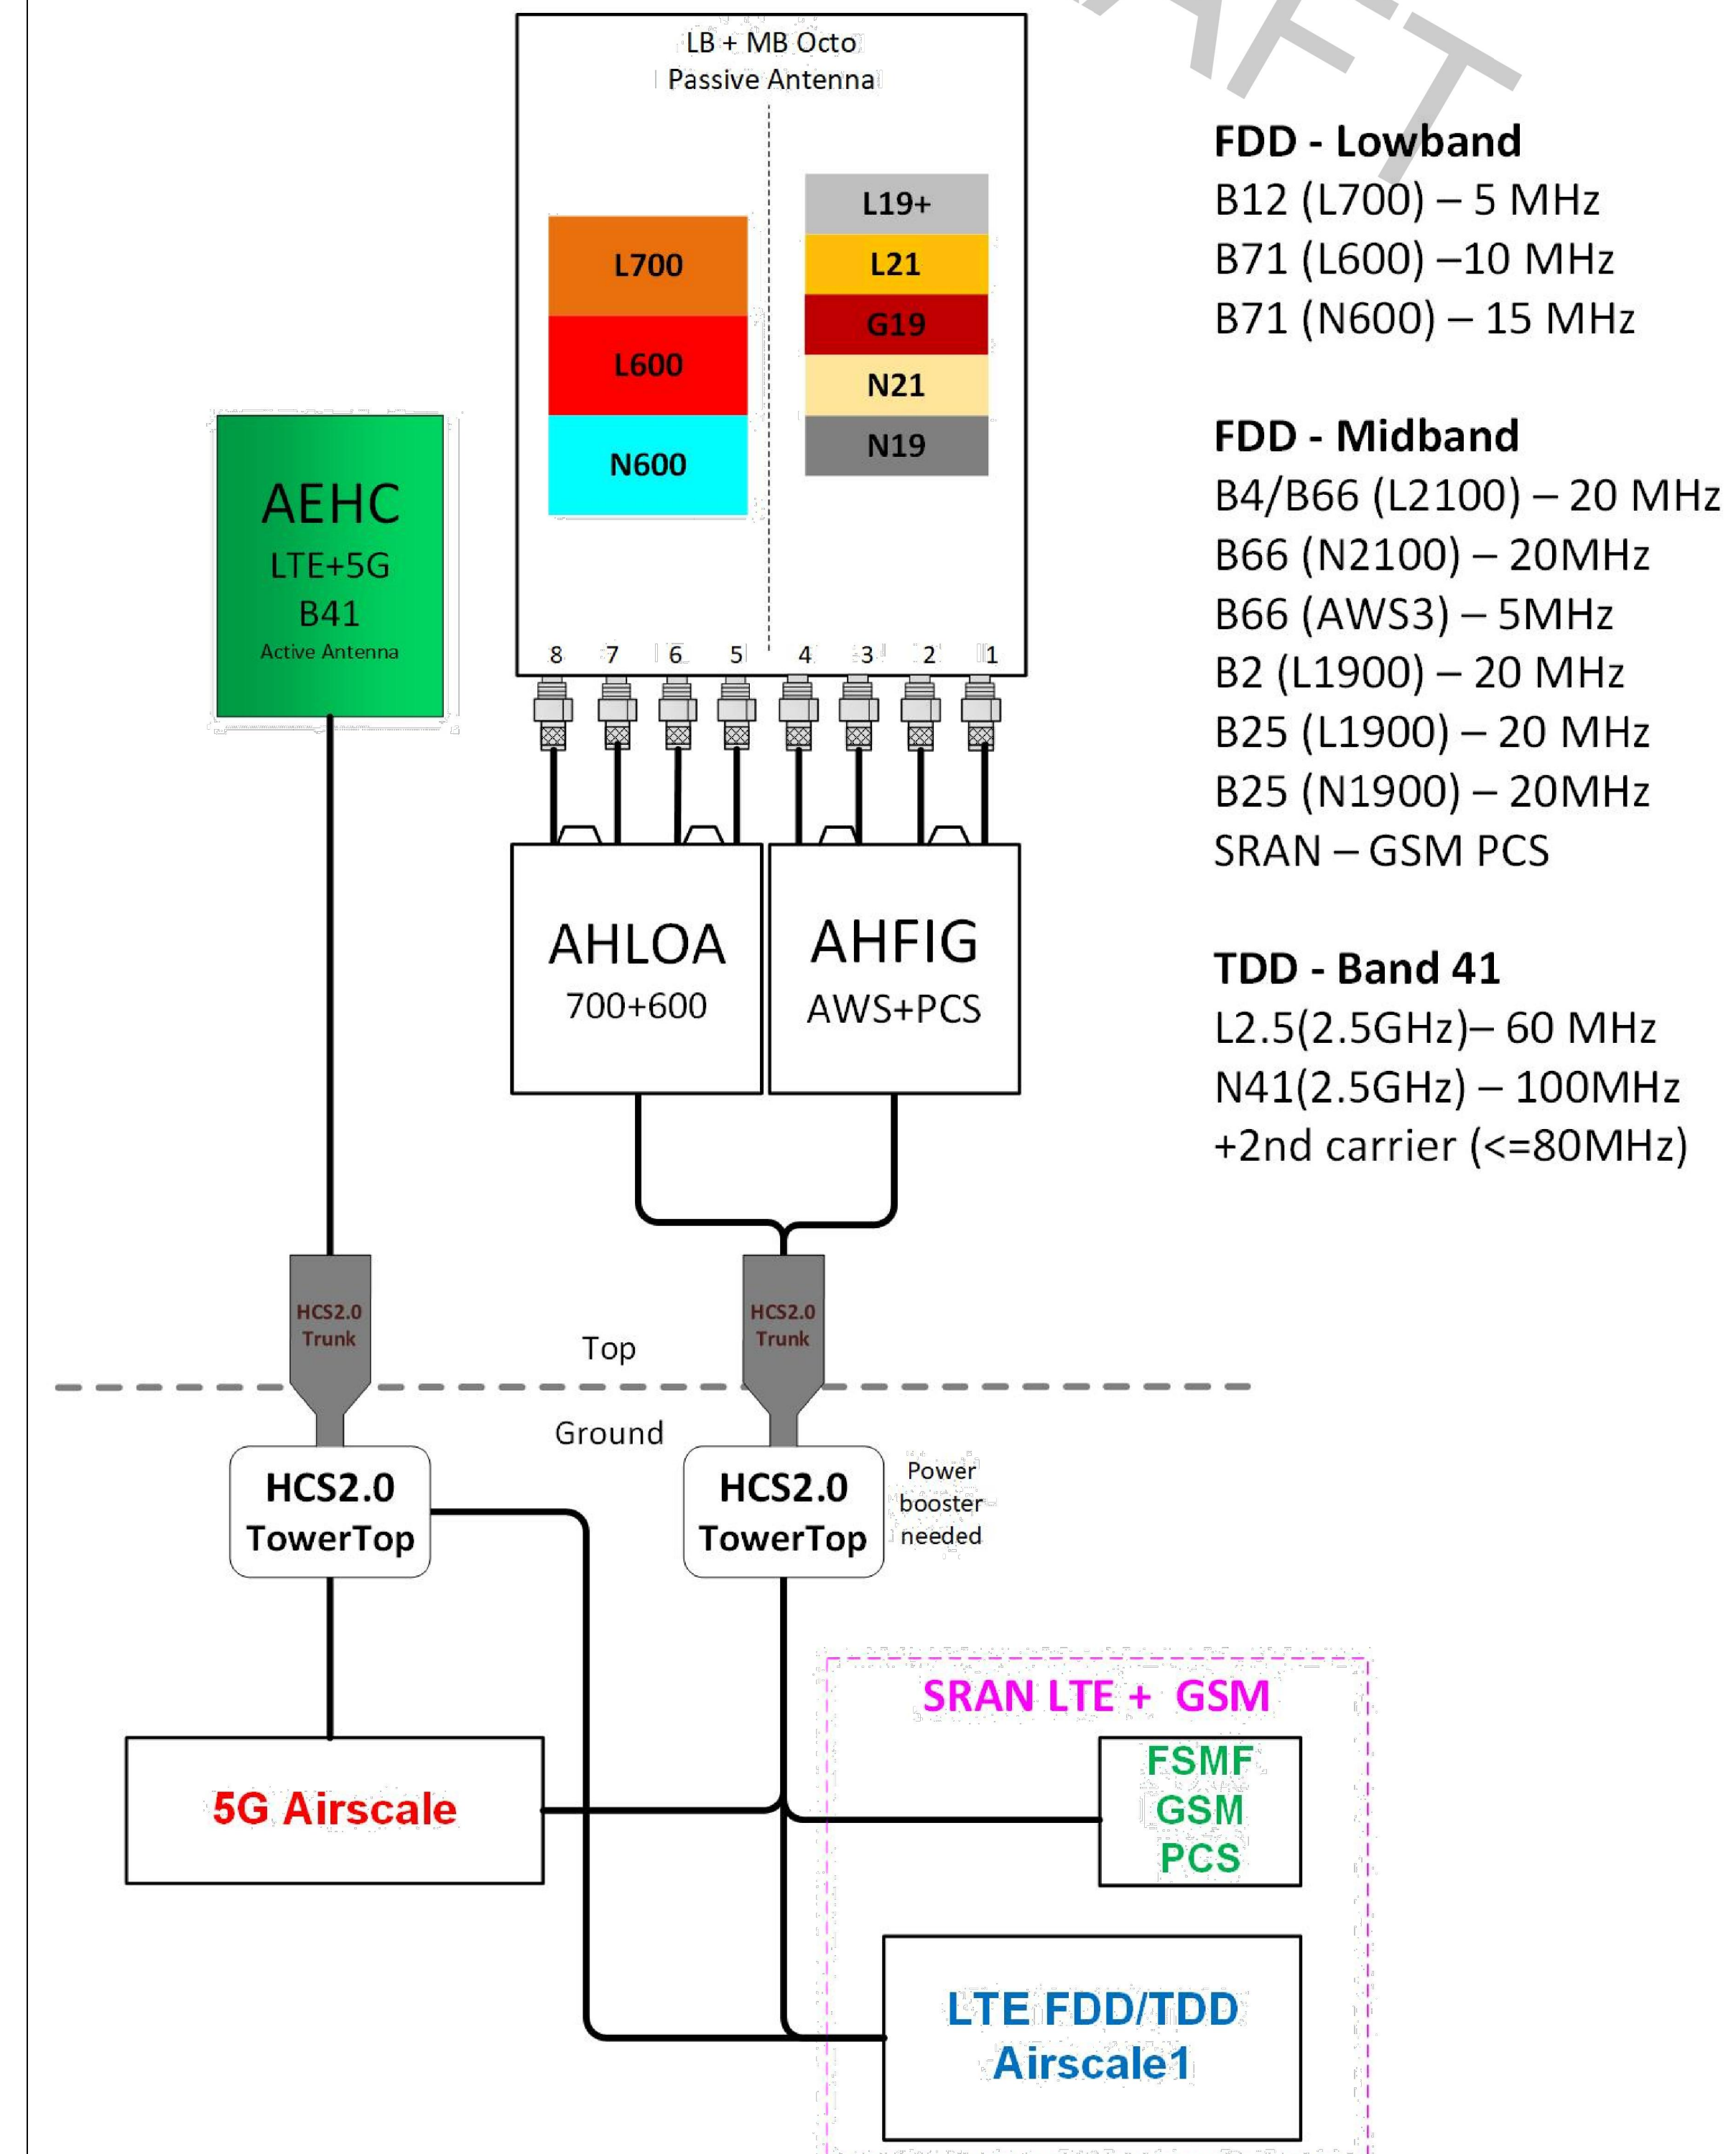 LB + MB Octo
Passive Antenna
L700
L600
N600
L19+
L21
G19
N21
N19
8 7 6 5 4 3 2 1
AEHC
LTE+5G
B41
Active Antenna
AHLOA
700+600
AHFIG
AWS+PCS
FDD - Lowband
B12 (L700) – 5 MHz
B71 (L600) –10 MHz
B71 (N600) – 15 MHz
FDD - Midband
B4/B66 (L2100) – 20 MHz
B66 (N2100) – 20MHz
B66 (AWS3) – 5MHz
B2 (L1900) – 20 MHz
B25 (L1900) – 20 MHz
B25 (N1900) – 20MHz
SRAN – GSM PCS
TDD - Band 41
L2.5(2.5GHz)– 60 MHz
N41(2.5GHz) – 100MHz
+2nd carrier (<=80MHz)
HCS2.0
Trunk
HCS2.0
Trunk
Top
Ground
HCS2.0
TowerTop
HCS2.0
TowerTop
Power
booster
needed
5G Airscale
SRAN LTE + GSM
FSMF
GSM
PCS
LTE FDD/TDD
Airscale1